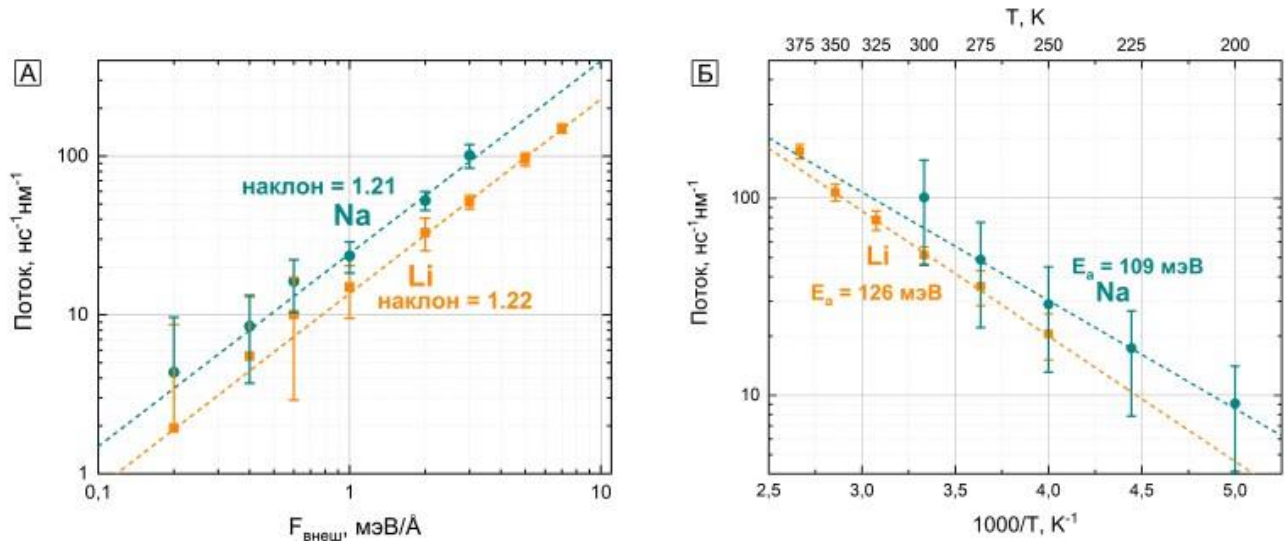 А
Поток, нс⁻¹нм⁻¹
100
10
1
0,1
1
10
Fвнеш, мэВ/Å
наклон = 1.21
Na
Li
наклон = 1.22
Б
T, K
375 350 325 300 275 250 225 200
Поток, нс⁻¹нм⁻¹
100
10
Li
Eₐ = 126 мэВ
Eₐ = 109 мэВ
Na
2,5 3,0 3,5 4,0 4,5 5,0
1000/T, K⁻¹